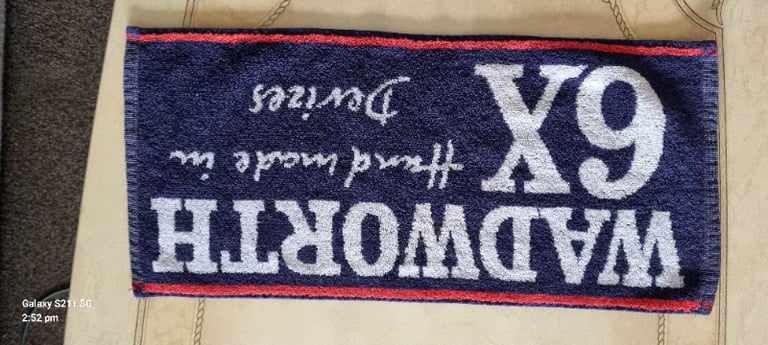 WADWORTH
6X
Hand made in
Devizes
Galaxy S21+ 5G
2:52 pm